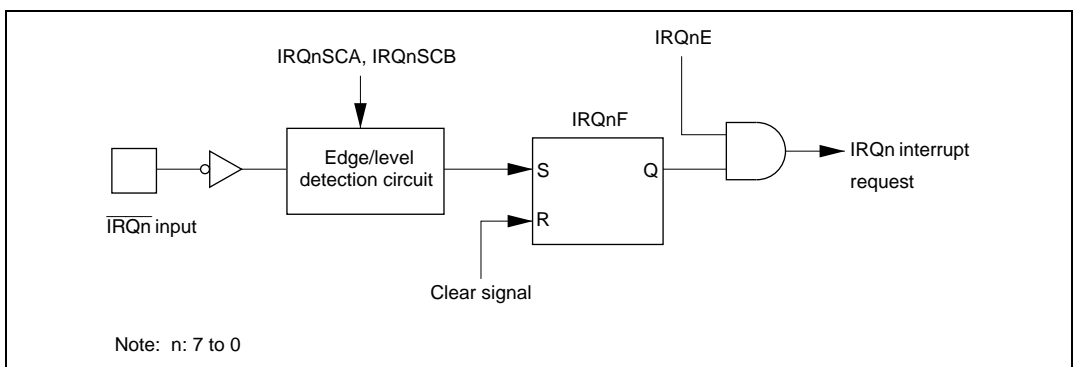 IRQnE
IRQnSCA, IRQnSCB
IRQnF
Edge/level
detection circuit
S
Q
R
IRQn interrupt
request
IRQn input
Clear signal
Note: n: 7 to 0